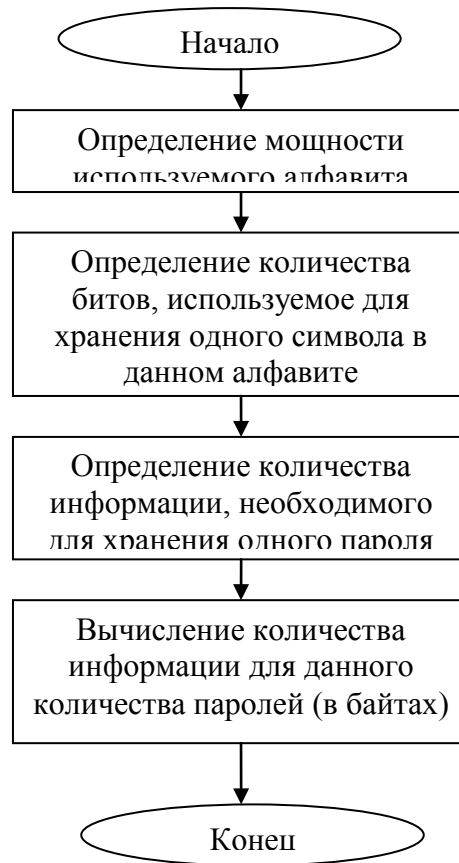 Начало
Определение мощности
используемого алфавита
Определение количества
битов, используемое для
хранения одного символа в
данном алфавите
Определение количества
информации, необходимого
для хранения одного пароля
Вычисление количества
информации для данного
количества паролей (в байтах)
Конец